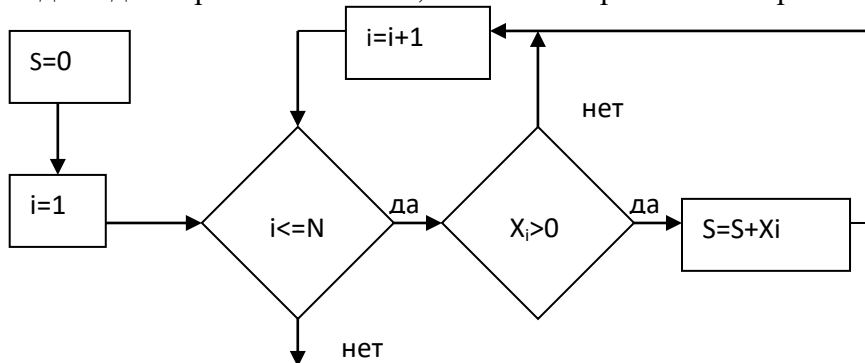 i=i+1
S=0
нет
i=1
да
да
i<=N
Xᵢ>0
S=S+Xi
нет